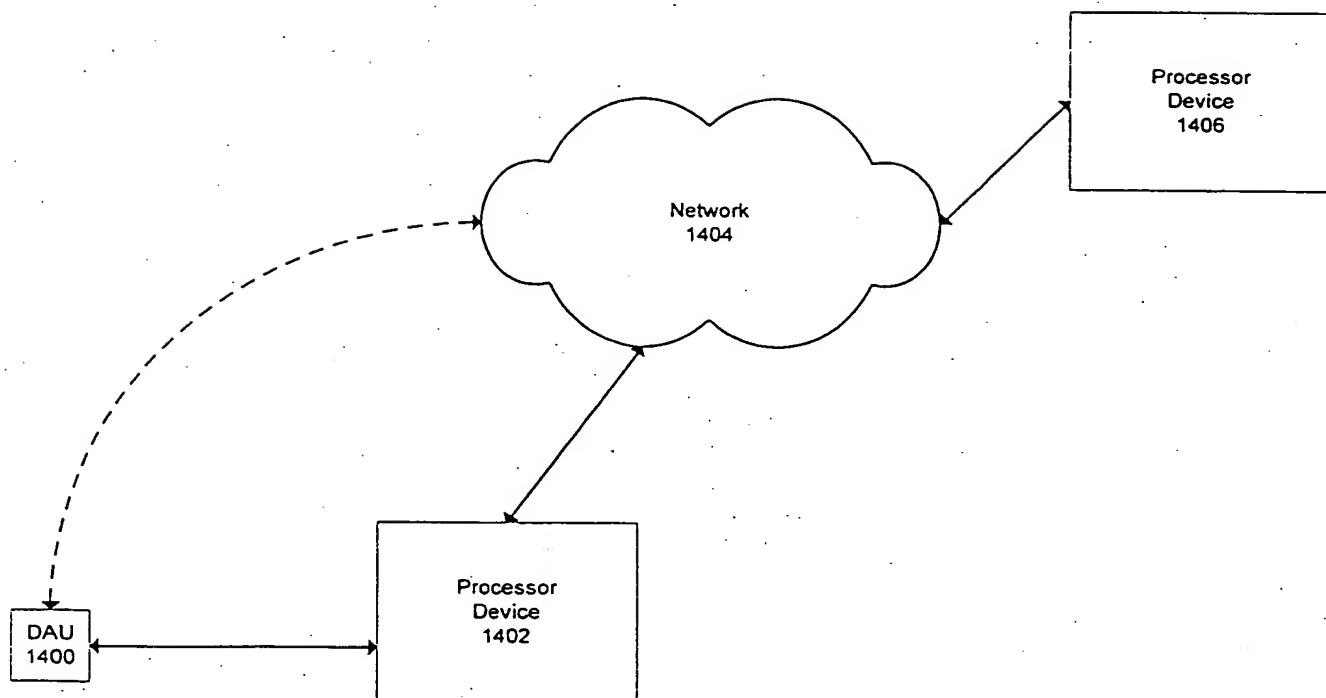 Processor
Device
1406
Network
1404
Processor
Device
1402
DAU
1400